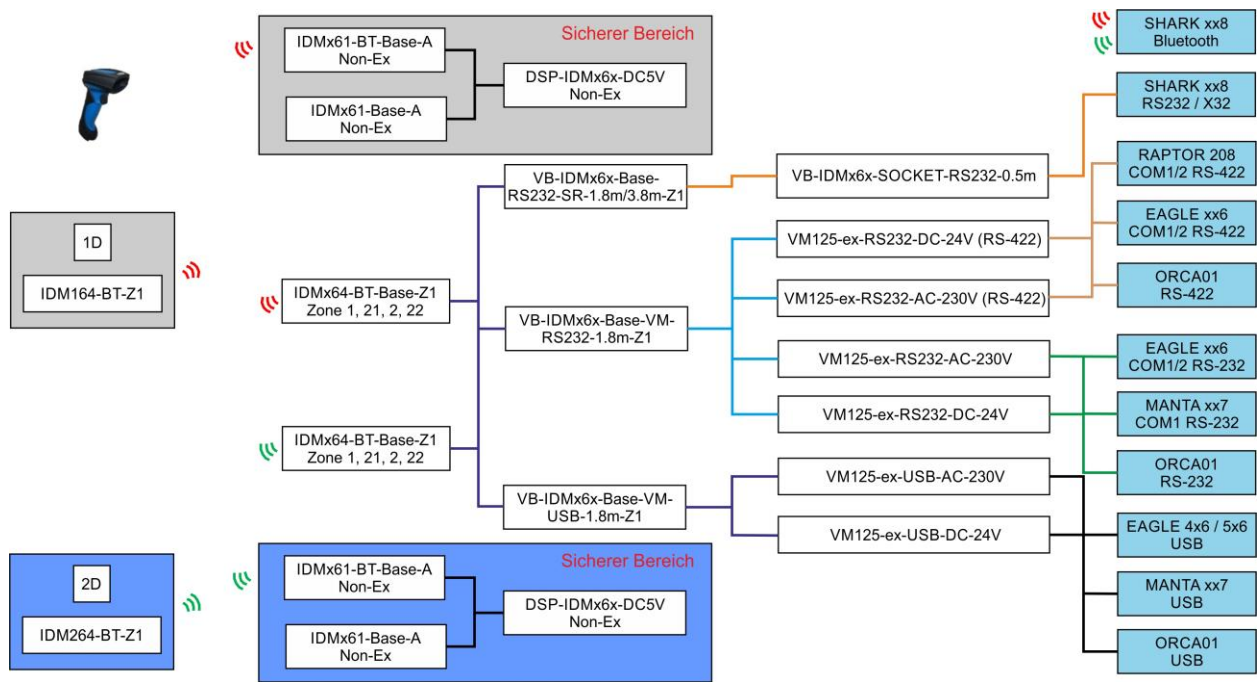 Sicherer Bereich
IDMx61-BT-Base-A
Non-Ex
IDMx61-Base-A
Non-Ex
DSP-IDMx6x-DC5V
Non-Ex
1D
IDM164-BT-Z1
IDMx64-BT-Base-Z1
Zone 1, 21, 2, 22
IDMx64-BT-Base-Z1
Zone 1, 21, 2, 22
2D
IDM264-BT-Z1
Sicherer Bereich
IDMx61-BT-Base-A
Non-Ex
IDMx61-Base-A
Non-Ex
DSP-IDMx6x-DC5V
Non-Ex
VB-IDMx6x-Base-
RS232-SR-1.8m/3.8m-Z1
VB-IDMx6x-Base-VM-
RS232-1.8m-Z1
VB-IDMx6x-Base-VM-
USB-1.8m-Z1
VB-IDMx6x-SOCKET-RS232-0.5m
VM125-ex-RS232-DC-24V (RS-422)
VM125-ex-RS232-AC-230V (RS-422)
VM125-ex-RS232-AC-230V
VM125-ex-RS232-DC-24V
VM125-ex-USB-AC-230V
VM125-ex-USB-DC-24V
SHARK xx8
Bluetooth
SHARK xx8
RS232 / X32
RAPTOR 208
COM1/2 RS-422
EAGLE xx6
COM1/2 RS-422
ORCA01
RS-422
EAGLE xx6
COM1/2 RS-232
MANTA xx7
COM1 RS-232
ORCA01
RS-232
EAGLE 4x6 / 5x6
USB
MANTA xx7
USB
ORCA01
USB